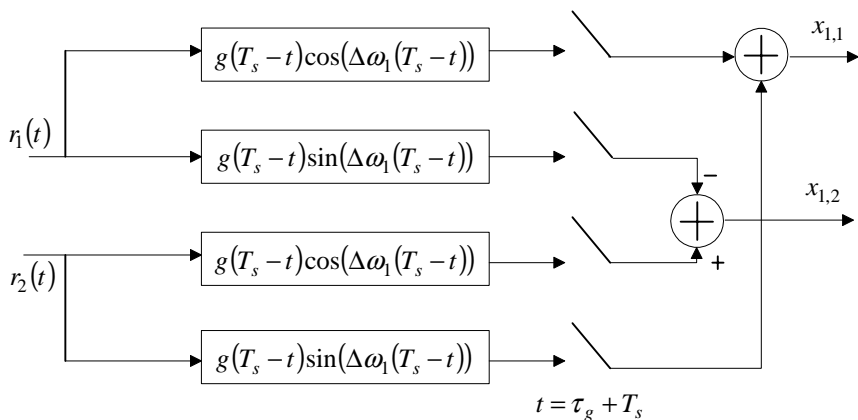 g(T_s − t)cos(Δω_1(T_s − t))
x_{1,1}
r_1(t)
g(T_s − t)sin(Δω_1(T_s − t))
−
x_{1,2}
r_2(t)
g(T_s − t)cos(Δω_1(T_s − t))
+
g(T_s − t)sin(Δω_1(T_s − t))
t = τ_g + T_s